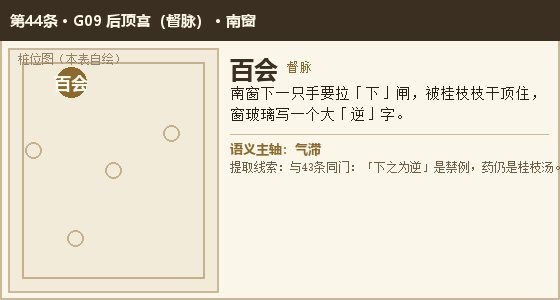 第44条·G09 后顶宫（督脉）·南窗
桩位图（本表自绘）
百会
百会 督脉
南窗下一只手要拉「下」闸，被桂枝枝干顶住，
窗玻璃写一个大「逆」字。
语义主轴：气滞
提取线索：与43条同门：「下之为逆」是禁例，药仍是桂枝汤。